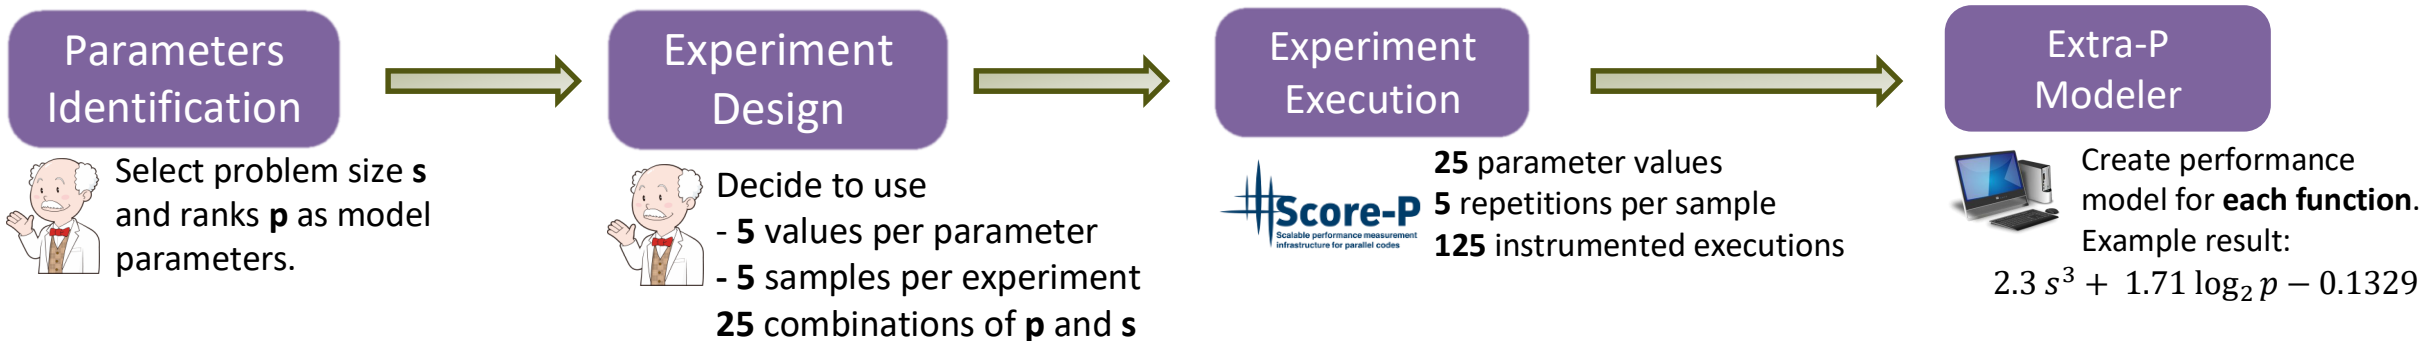 Parameters
Identification
Select problem size s
and ranks p as model
parameters.
Experiment
Design
Decide to use
- 5 values per parameter
- 5 samples per experiment
25 combinations of p and s
Experiment
Execution
Score-P
Scalable performance measurement
infrastructure for parallel codes
25 parameter values
5 repetitions per sample
125 instrumented executions
Extra-P
Modeler
Create performance
model for each function.
Example result:
2.3 s³ + 1.71 log₂ p − 0.1329